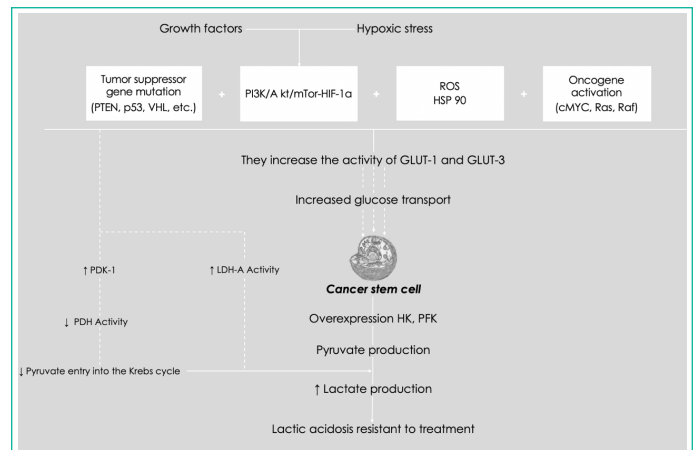 Growth factors
Hypoxic stress
Tumor suppressor
gene mutation
(PTEN, p53, VHL, etc.)
+
PI3K/A kt/mTor-HIF-1a
+
ROS
HSP 90
+
Oncogene
activation
(cMYC, Ras, Raf)
They increase the activity of GLUT-1 and GLUT-3
Increased glucose transport
↑ PDK-1
↑ LDH-A Activity
Cancer stem cell
Overexpression HK, PFK
↓ PDH Activity
Pyruvate production
↓ Pyruvate entry into the Krebs cycle
↑ Lactate production
Lactic acidosis resistant to treatment